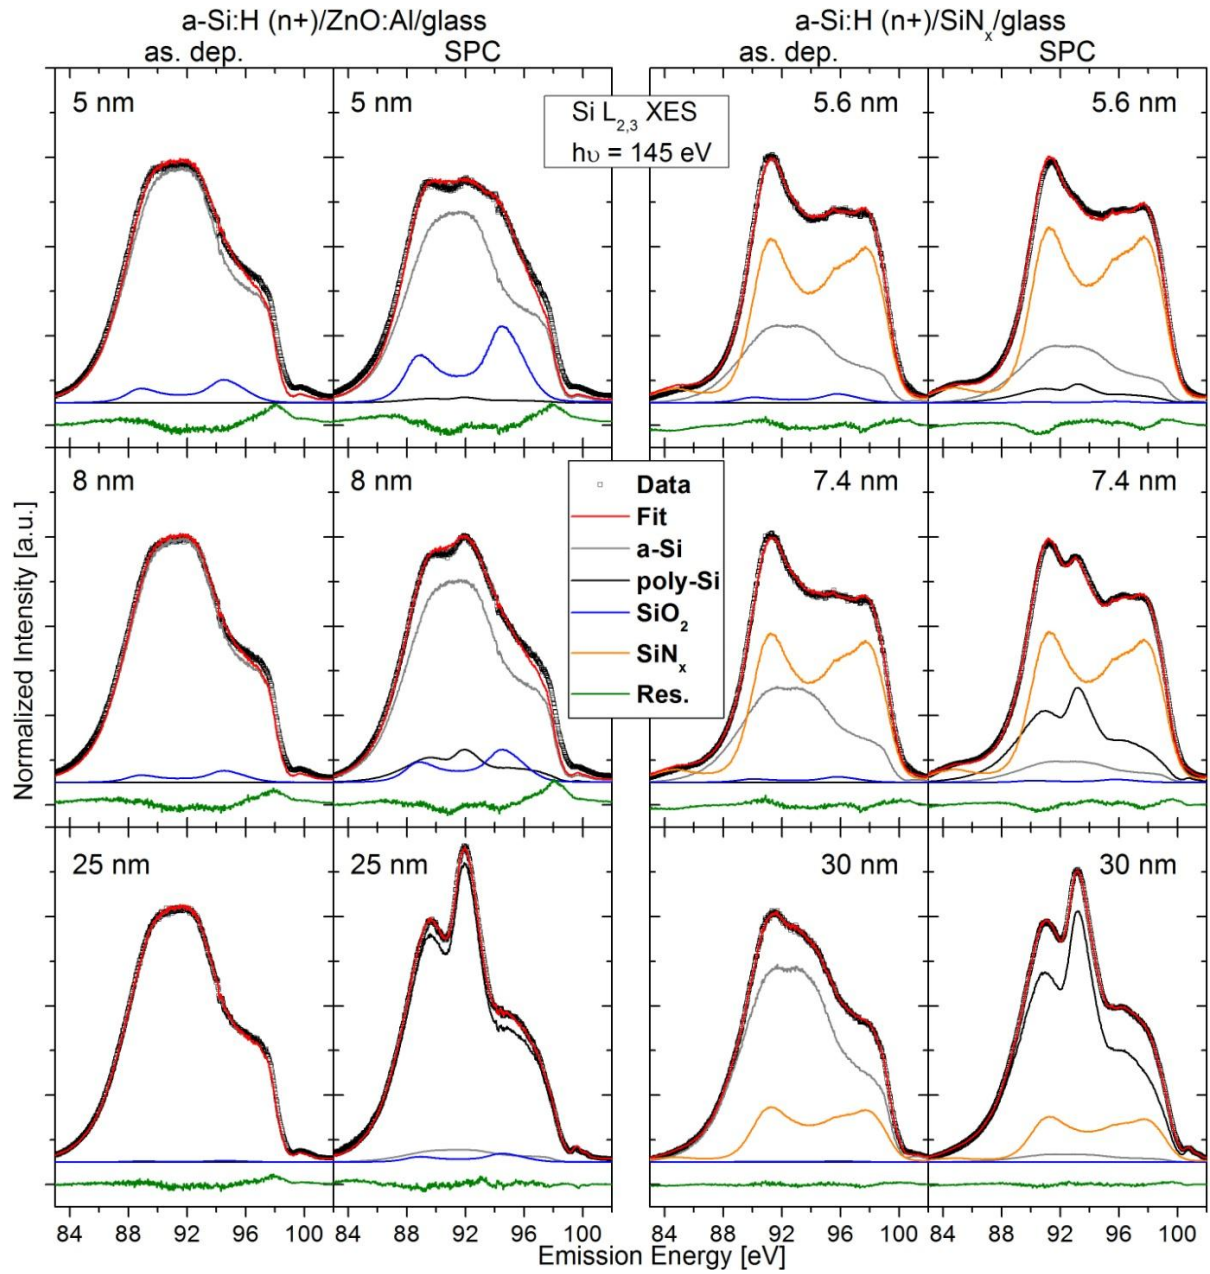 a-Si:H (n+)/ZnO:Al/glass
a-Si:H (n+)/SiNx/glass
as. dep.
SPC
as. dep.
SPC
5 nm
5 nm
Si L2,3 XES
hυ = 145 eV
5.6 nm
5.6 nm
8 nm
8 nm
Data
Fit
a-Si
poly-Si
SiO2
SiNx
Res.
7.4 nm
7.4 nm
25 nm
25 nm
30 nm
30 nm
Normalized Intensity [a.u.]
84 88 92 96 100
84 88 92 96 100
84 88 92 96 100
84 88 92 96 100
Emission Energy [eV]